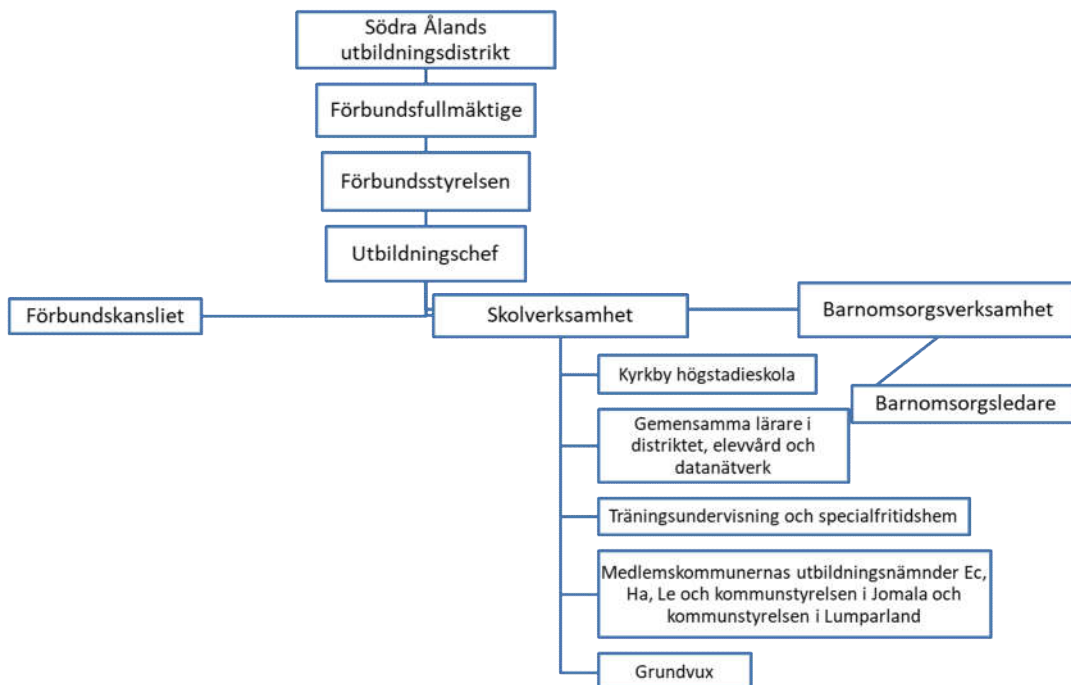 Södra Ålands
utbildningsdistrikt
Förbundsfullmäktige
Förbundsstyrelsen
Utbildningschef
Förbundskansliet
Skolverksamhet
Barnomsorgsverksamhet
Kyrkby högstadieskola
Barnomsorgsledare
Gemensamma lärare i
distriktet, elevvård och
datanätverk
Träningsundervisning och specialfritidshem
Medlemskommunernas utbildningsnämnder Ec,
Ha, Le och kommunstyrelsen i Jomala och
kommunstyrelsen i Lumparland
Grundvux